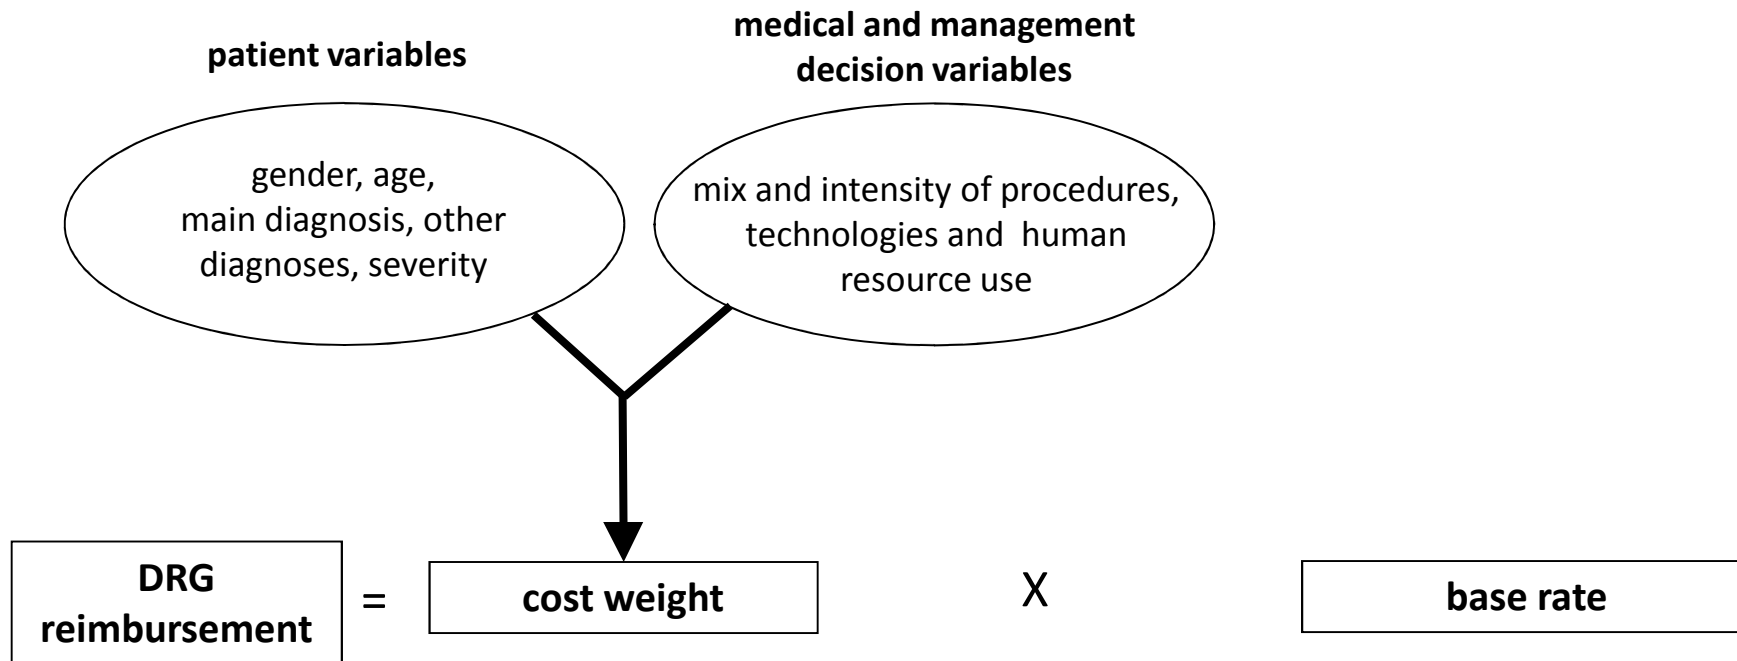 patient variables
medical and management
decision variables
gender, age,
main diagnosis, other
diagnoses, severity
mix and intensity of procedures,
technologies and  human
resource use
DRG
reimbursement
=
cost weight
X
base rate